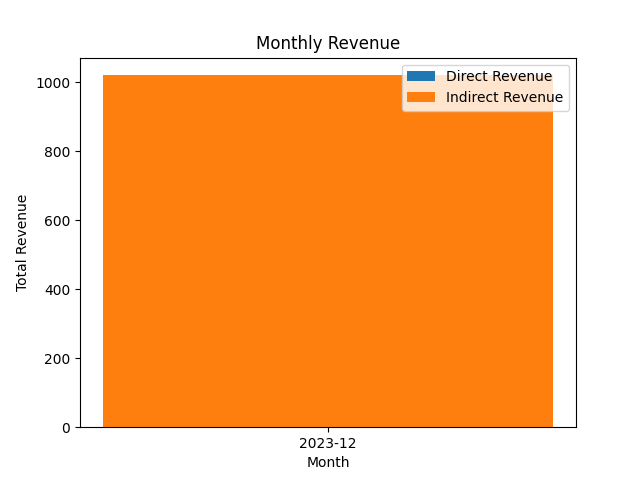 Monthly Revenue
Direct Revenue
Indirect Revenue
1000
800
600
400
200
0
Total Revenue
2023-12
Month